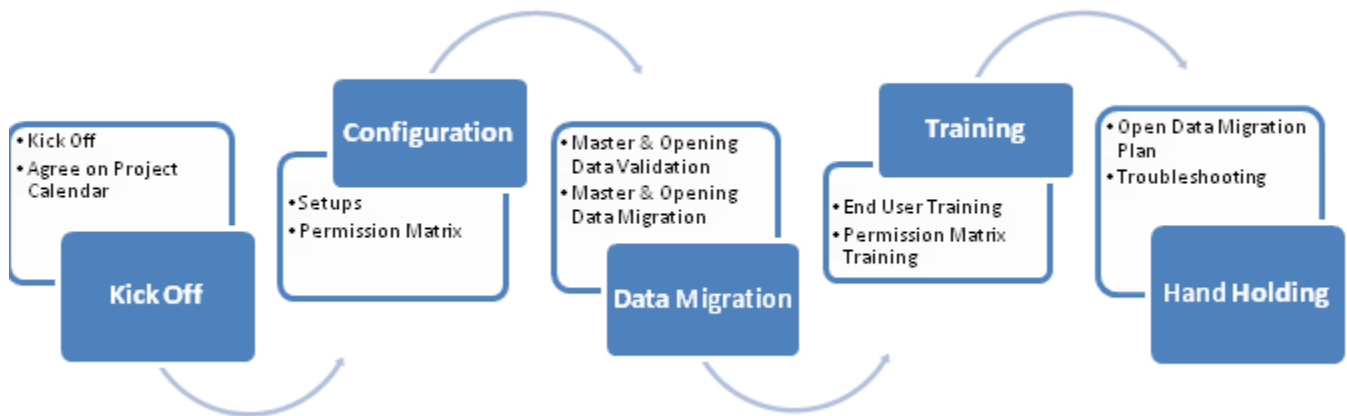 • Kick Off
• Agree on Project
Calendar
Kick Off
Configuration
• Setups
• Permission Matrix
• Master & Opening
Data Validation
• Master & Opening
Data Migration
Data Migration
Training
• End User Training
• Permission Matrix
Training
• Open Data Migration
Plan
• Troubleshooting
Hand Holding